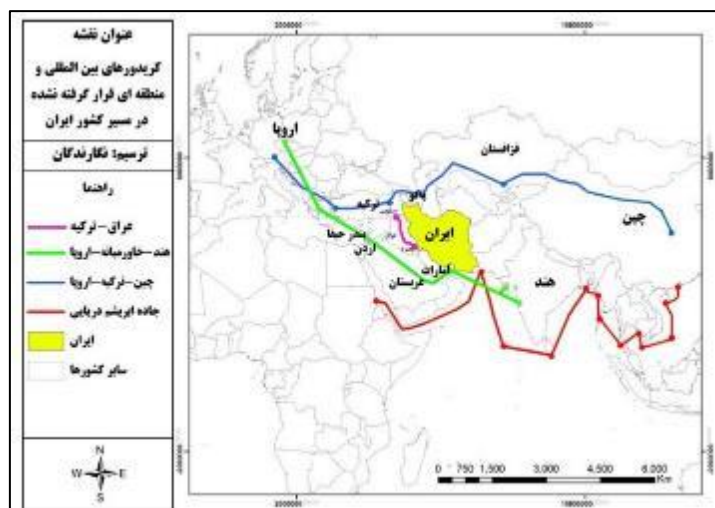 عنوان نقشه
کریدورهای بین المللی و
منطقه ای قرار گرفته نشده
در مسیر کشور ایران
ترسیم: نگارندگان
راهنما
عراق-ترکیه
هند-خاورمیانه-اروپا
چین-ترکیه-اروپا
جاده ابریشم دریایی
ایران
سایر کشورها
N
W E
S
اروپا
قزاقستان
باکو
ترکیه
چین
ایران
بندر حیفا
اردن
امارات
هند
عربستان
0 750 1,500 3,000 4,500 6,000
Km